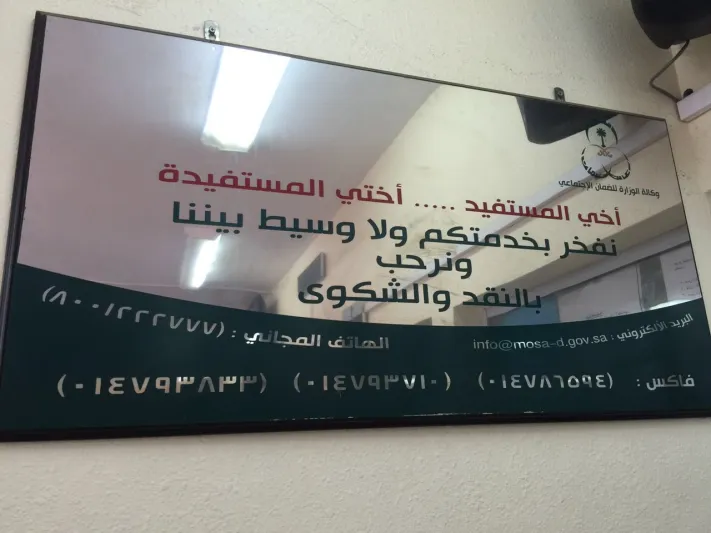 وكالة الوزارة للضمان الاجتماعي
أخي المستفيد ..... أختي المستفيدة
نفخر بخدمتكم ولا وسيط بيننا
ونرحب
بالنقد والشكوى
البريد الألكتروني : info@mosa-d.gov.sa
الهاتف المجاني : (٨٠٠١٢٢٢٧٧٧)
فاكس : (٠١٤٧٨٦٥٩٤) (٠١٤٧٩٣٧١٠) (٠١٤٧٩٣٨٣٣)